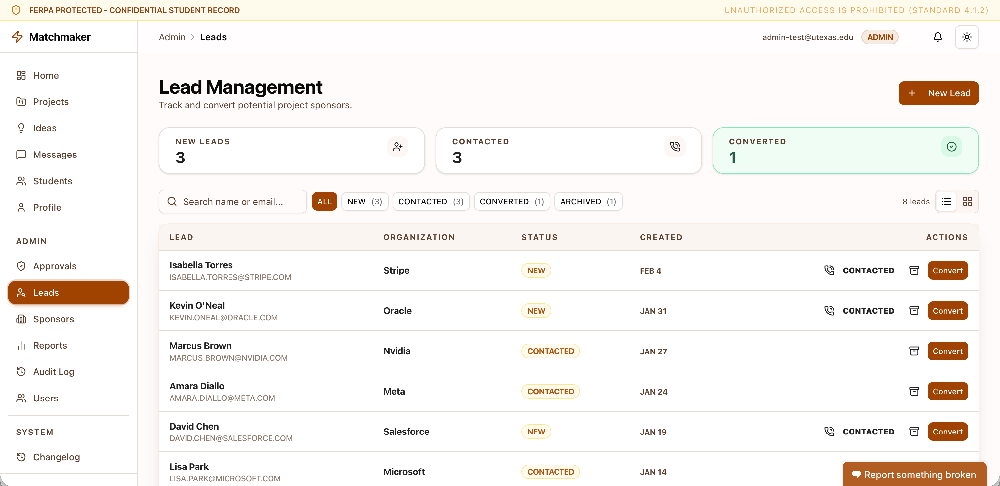 FERPA PROTECTED - CONFIDENTIAL STUDENT RECORD
UNAUTHORIZED ACCESS IS PROHIBITED (STANDARD 4.1.2)
Matchmaker
Admin > Leads
admin-test@utexas.edu ADMIN
Home
Projects
Ideas
Messages
Students
Profile
ADMIN
Approvals
Leads
Sponsors
Reports
Audit Log
Users
SYSTEM
Changelog
Lead Management
Track and convert potential project sponsors.
+ New Lead
NEW LEADS
3
CONTACTED
3
CONVERTED
1
Search name or email...
ALL NEW (3) CONTACTED (3) CONVERTED (1) ARCHIVED (1)
8 leads
LEAD ORGANIZATION STATUS CREATED ACTIONS
Isabella Torres
ISABELLA.TORRES@STRIPE.COM
Stripe NEW FEB 4 CONTACTED Convert
Kevin O'Neal
KEVIN.ONEAL@ORACLE.COM
Oracle NEW JAN 31 CONTACTED Convert
Marcus Brown
MARCUS.BROWN@NVIDIA.COM
Nvidia CONTACTED JAN 27 Convert
Amara Diallo
AMARA.DIALLO@META.COM
Meta CONTACTED JAN 24 Convert
David Chen
DAVID.CHEN@SALESFORCE.COM
Salesforce NEW JAN 19 CONTACTED Convert
Lisa Park
LISA.PARK@MICROSOFT.COM
Microsoft CONTACTED JAN 14
Report something broken